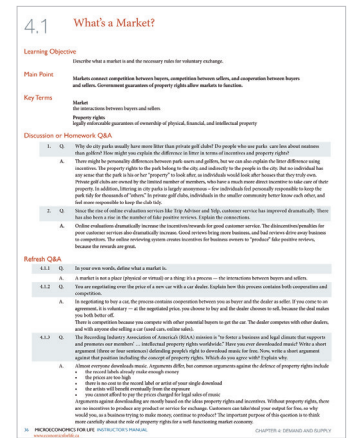 4.1
What's a Market?
Learning Objective
Describe what a market is and the necessary rules for voluntary exchange.
Main Point
Markets connect competition between buyers, competition between sellers, and cooperation between buyers
and sellers. Government guarantees of property rights allow markets to function.
Key Terms
Market
the interactions between buyers and sellers
Property rights
legally enforceable guarantees of ownership of physical, financial, and intellectual property
Discussion or Homework Q&A
1. Q. Why do city parks usually have more litter than private golf clubs? Do people who use parks care less about neatness
than golfers? How might you explain the difference in litter in terms of incentives and property rights?
A. There might be personality differences between park users and golfers, but we can also explain the litter difference using
incentives. The property rights to the park belong to the city, and indirectly to the people in the city. But no individual has
any sense that the park is his or her "property" to look after, as individuals would look after houses that they truly own.
Private golf clubs are owned by the limited number of members, who have a much more direct incentive to take care of their
property. In addition, littering in city parks is largely anonymous – few individuals feel personally responsible to keep the
park tidy for thousands of "others." In private clubs, individuals in the smaller community better know each other, and
feel more responsible to keep the club tidy.
2. Q. Since the rise of online evaluation services like Trip Advisor and Yelp, customer service has improved dramatically. There
has also been a rise in the number of fake positive reviews. Explain the connections.
A. Online evaluations dramatically increase the incentives/rewards for good customer service. The disincentives/penalties for
poor customer services also dramatically increase. Good reviews bring more business, and bad reviews drive away business
to competitors. The online reviewing system creates incentives for business owners to "produce" fake positive reviews,
because the rewards are great.
Refresh Q&A
4.1.1 Q. In your own words, define what a market is.
A. A market is not a place (physical or virtual) or a thing; it's a process — the interactions between buyers and sellers.
4.1.2 Q. You are negotiating over the price of a new car with a car dealer. Explain how this process contains both cooperation and
competition.
A. In negotiating to buy a car, the process contains cooperation between you as buyer and the dealer as seller. If you come to an
agreement, it is voluntary — at the negotiated price, you choose to buy and the dealer chooses to sell, because the deal makes
you both better off.
There is competition because you compete with other potential buyers to get the car. The dealer competes with other dealers,
and with anyone else selling a car (used cars, online sales).
4.1.3 Q. The Recording Industry Association of America's (RIAA) mission is "to foster a business and legal climate that supports
and promotes our members' ... intellectual property rights worldwide." Have you ever downloaded music? Write a short
argument (three or four sentences) defending people's right to download music for free. Now, write a short argument
against that position including the concept of property rights. Which do you agree with? Explain why.
A. Almost everyone downloads music. Arguments differ, but common arguments against the defence of property rights include
• the record labels already make enough money
• the prices are too high
• there is no cost to the record label or artist of your single download
• the artists will benefit eventually from the exposure
• you cannot afford to pay the prices charged for legal sales of music
Arguments against downloading are mostly based on the ideas property rights and incentives. Without property rights, there
are no incentives to produce any product or service for exchange. Customers can take/steal your output for free, so why
would you, as a business trying to make money, continue to produce? The important purpose of this question is to think
more carefully about the role of property rights for a well-functioning market economy.
36 MICROECONOMICS FOR LIFE INSTRUCTOR'S MANUAL
CHAPTER 4: DEMAND AND SUPPLY